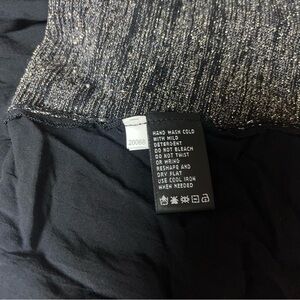 HAND WASH COLD
WITH MILD
DETERGENT
DO NOT BLEACH
DO NOT TWIST
OR WRING
RESHAPE AND
DRY FLAT
USE COOL IRON
WHEN NEEDED